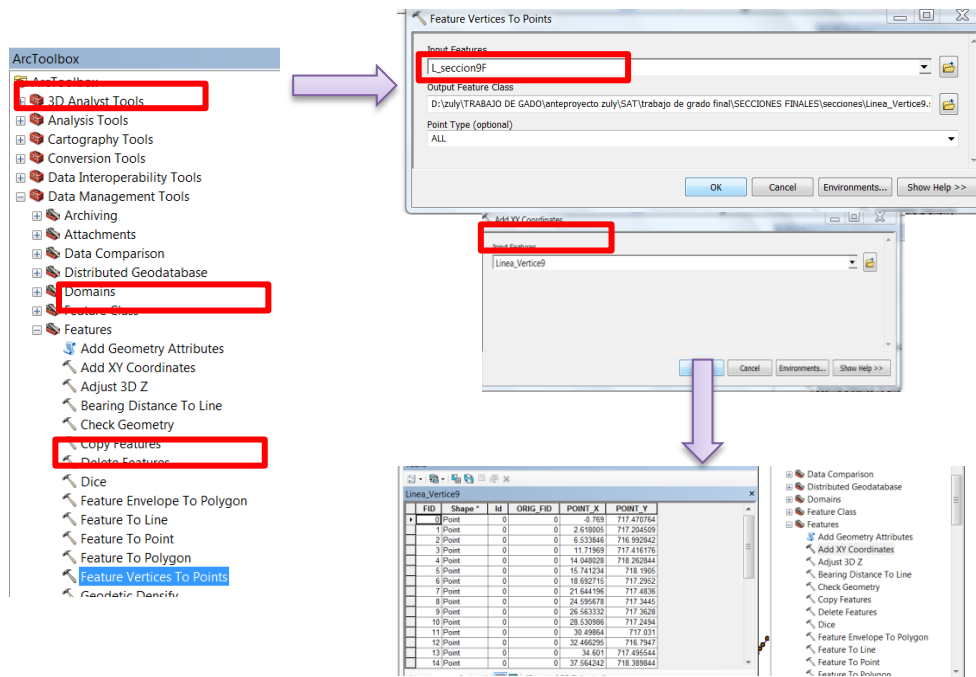 ArcToolbox
ArcToolbox
3D Analyst Tools
Analysis Tools
Cartography Tools
Conversion Tools
Data Interoperability Tools
Data Management Tools
Archiving
Attachments
Data Comparison
Distributed Geodatabase
Domains
Feature Class
Features
Add Geometry Attributes
Add XY Coordinates
Adjust 3D Z
Bearing Distance To Line
Check Geometry
Copy Features
Delete Features
Dice
Feature Envelope To Polygon
Feature To Line
Feature To Point
Feature To Polygon
Feature Vertices To Points
Geodetic Densify
Feature Vertices To Points
Input Features
L_seccion9F
Output Feature Class
D:\zuly\TRABAJO DE GADO\anteproyecto zuly\SAT\trabajo de grado final\SECCIONES FINALES\secciones\Linea_Vertice9.:
Point Type (optional)
ALL
OK Cancel Environments... Show Help >>
Add XY Coordinates
Input Features
Linea_Vertice9
Cancel Environments... Show Help >>
Table
Linea_Vertice9 ×
FID Shape * Id ORIG_FID POINT_X POINT_Y
0 Point 0 0 -0.769 717.470764
1 Point 0 0 2.618005 717.204509
2 Point 0 0 6.533846 716.992842
3 Point 0 0 11.71969 717.416176
4 Point 0 0 14.048028 718.262844
5 Point 0 0 15.741234 718.1905
6 Point 0 0 18.692715 717.2952
7 Point 0 0 21.644196 717.4836
8 Point 0 0 24.595678 717.3445
9 Point 0 0 26.563332 717.3628
10 Point 0 0 28.530986 717.2494
11 Point 0 0 30.49864 717.031
12 Point 0 0 32.466295 716.7947
13 Point 0 0 34.601 717.495544
14 Point 0 0 37.564242 718.389844
Data Comparison
Distributed Geodatabase
Domains
Feature Class
Features
Add Geometry Attributes
Add XY Coordinates
Adjust 3D Z
Bearing Distance To Line
Check Geometry
Copy Features
Delete Features
Dice
Feature Envelope To Polygon
Feature To Line
Feature To Point
Feature To Polygon